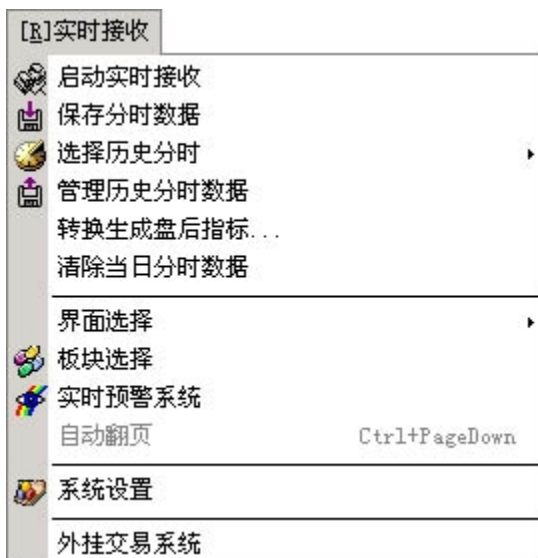 [R]实时接收
启动实时接收
保存分时数据
选择历史分时
管理历史分时数据
转换生成盘后指标...
清除当日分时数据
界面选择
板块选择
实时预警系统
自动翻页 Ctrl+PageDown
系统设置
外挂交易系统